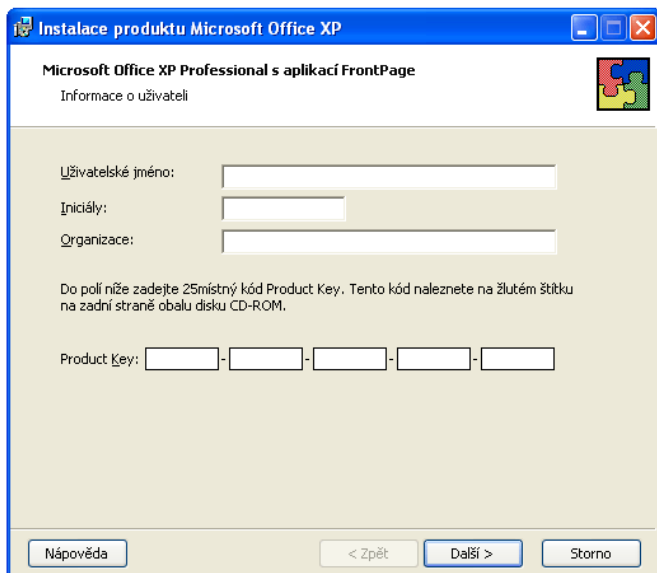 Instalace produktu Microsoft Office XP
Microsoft Office XP Professional s aplikací FrontPage
Informace o uživateli
Uživatelské jméno:
Iniciály:
Organizace:
Do polí níže zadejte 25místný kód Product Key. Tento kód naleznete na žlutém štítku
na zadní straně obalu disku CD-ROM.
Product Key: - - - -
Nápověda < Zpět Další > Storno